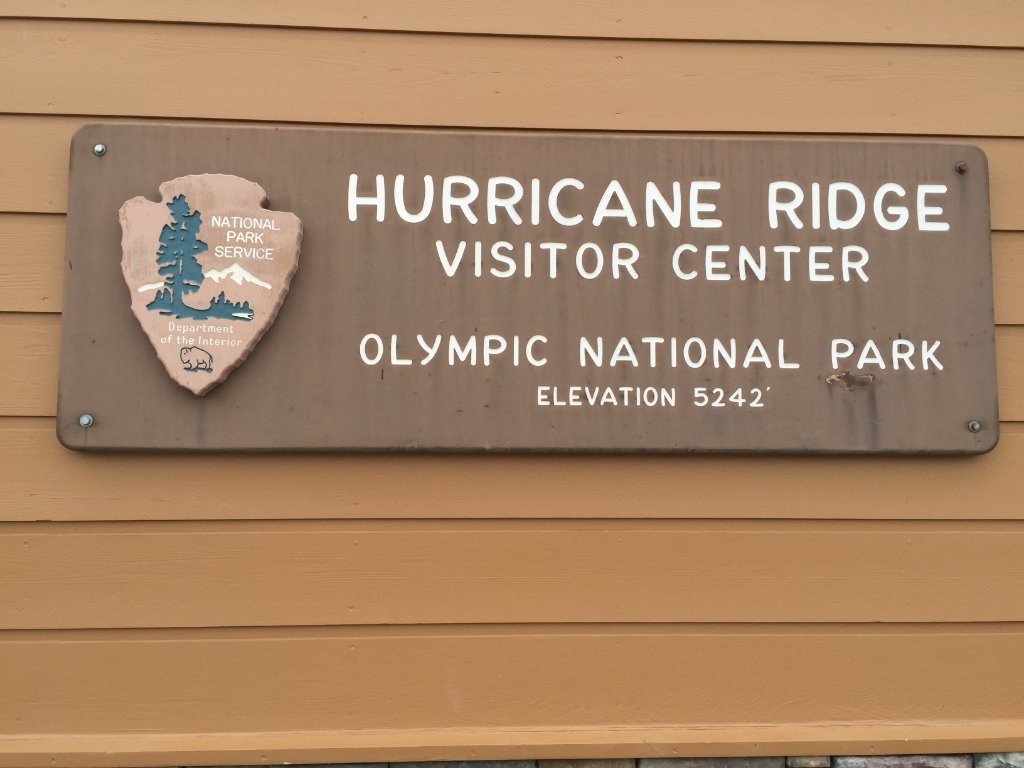 NATIONAL
PARK
SERVICE
Department
of the Interior
HURRICANE RIDGE
VISITOR CENTER
OLYMPIC NATIONAL PARK
ELEVATION 5242'